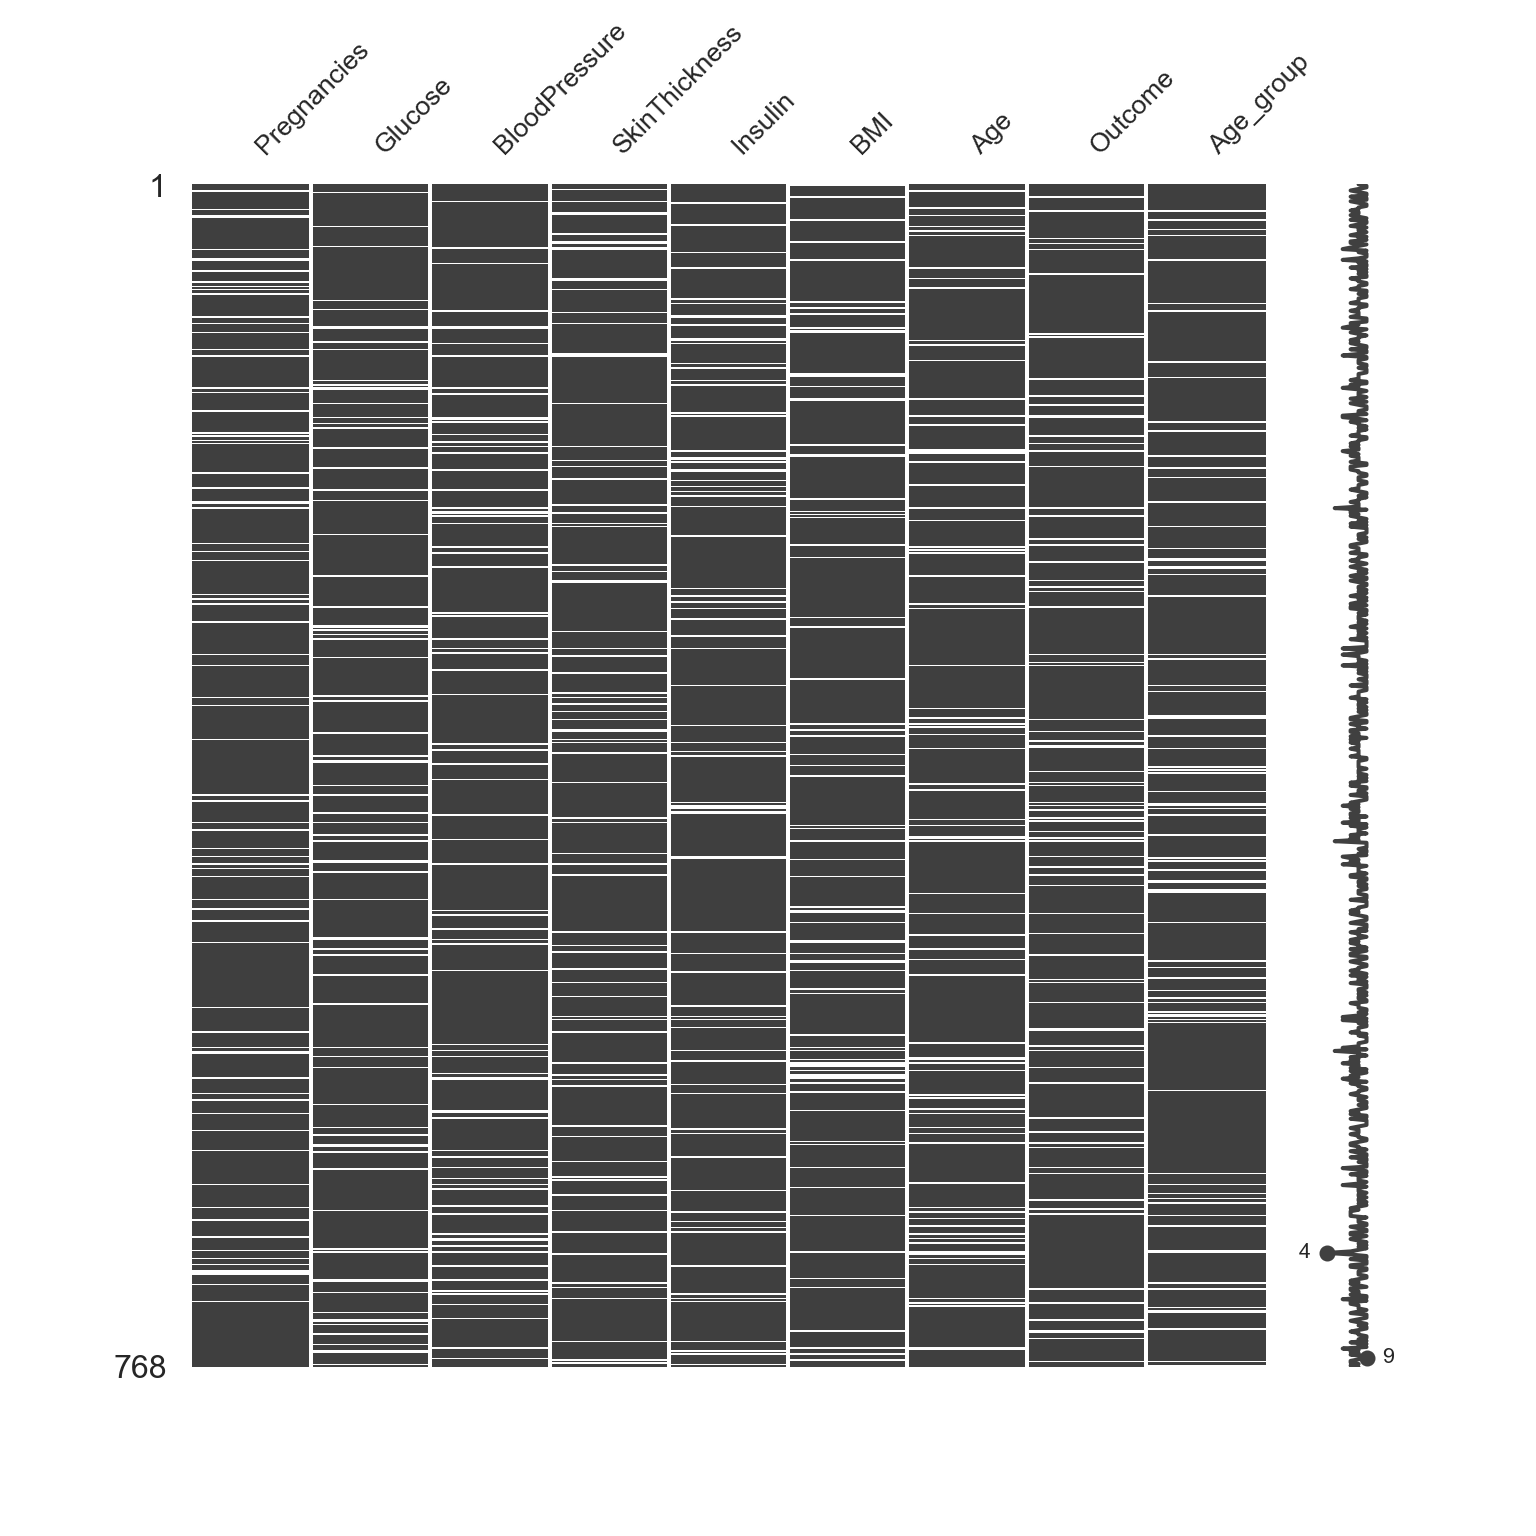 Pregnancies
Glucose
BloodPressure
SkinThickness
Insulin
BMI
Age
Outcome
Age_group
1
768
4
9